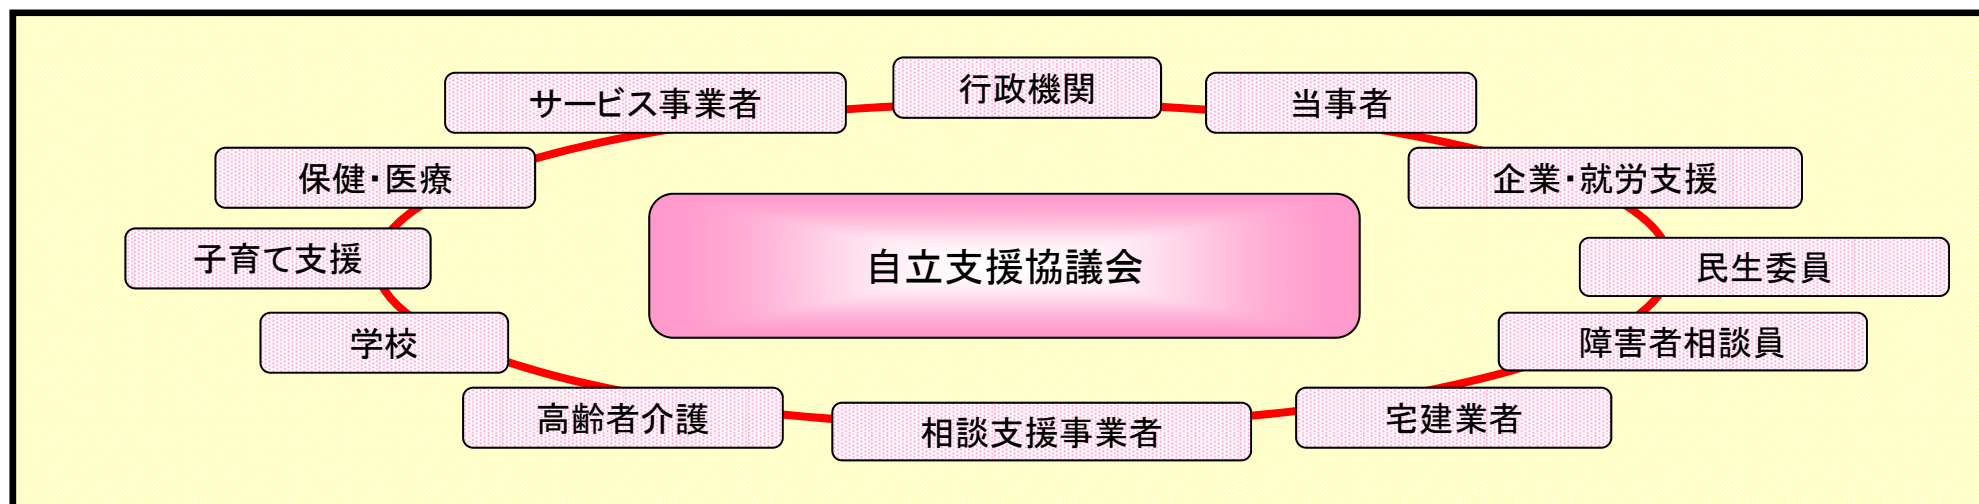 行政機関
サービス事業者
当事者
保健・医療
企業・就労支援
子育て支援
自立支援協議会
民生委員
学校
障害者相談員
高齢者介護
相談支援事業者
宅建業者